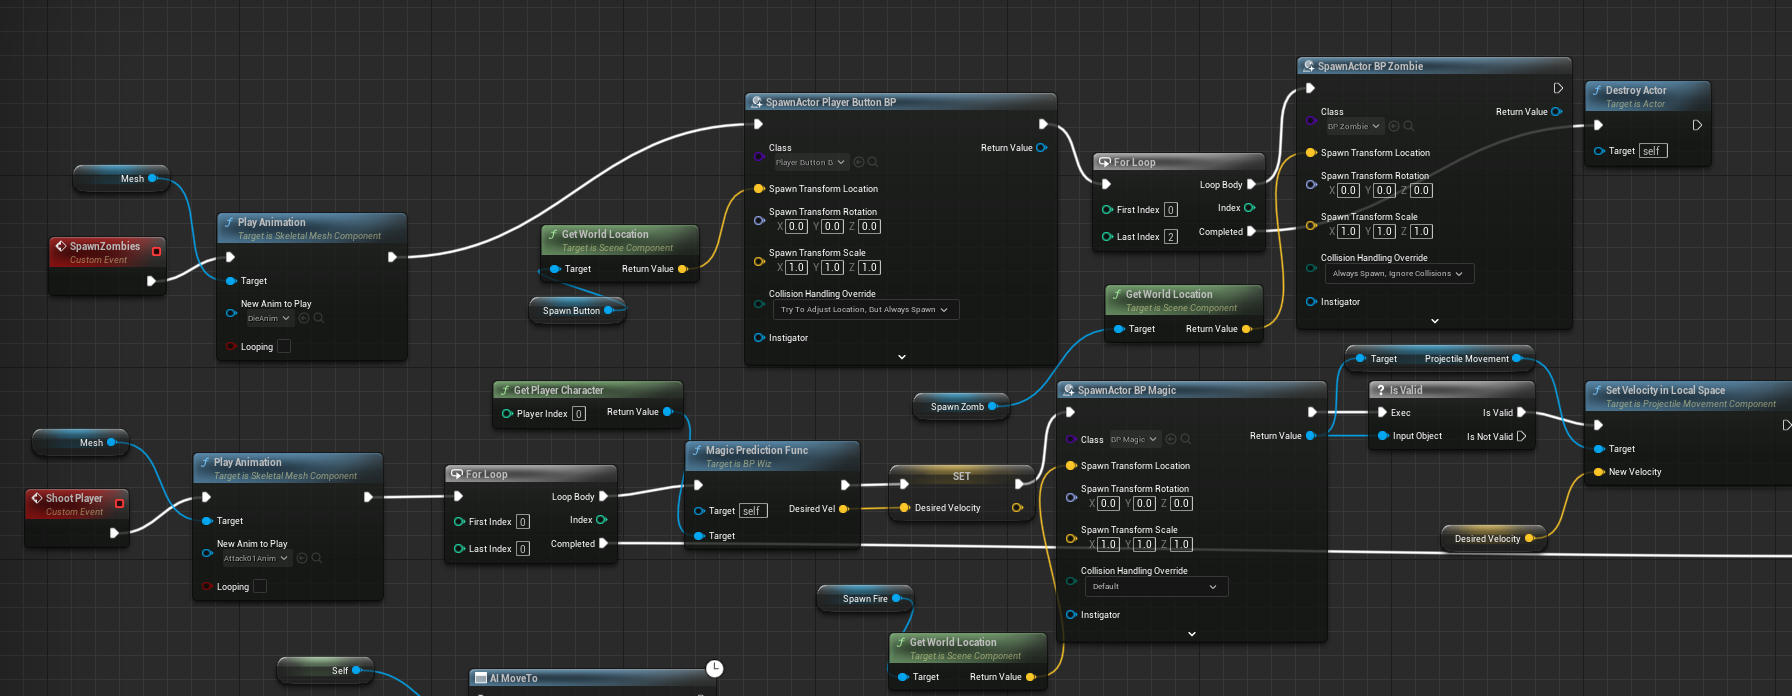 SpawnActor BP Zombie
Class
BP Zombie
Return Value
Spawn Transform Location
Spawn Transform Rotation
X 0.0 Y 0.0 Z 0.0
Spawn Transform Scale
X 1.0 Y 1.0 Z 1.0
Collision Handling Override
Always Spawn, Ignore Collisions
Instigator
Destroy Actor
Target is Actor
Target self
SpawnActor Player Button BP
Class
Player Button B
Return Value
Spawn Transform Location
Spawn Transform Rotation
X 0.0 Y 0.0 Z 0.0
Spawn Transform Scale
X 1.0 Y 1.0 Z 1.0
Collision Handling Override
Try To Adjust Location, But Always Spawn
Instigator
For Loop
Loop Body
First Index 0
Index
Last Index 2
Completed
Mesh
SpawnZombies
Custom Event
Play Animation
Target is Skeletal Mesh Component
Target
New Anim to Play
DieAnim
Looping
Get World Location
Target is Scene Component
Target Return Value
Spawn Button
Get World Location
Target is Scene Component
Target Return Value
Spawn Zomb
Target Projectile Movement
Get Player Character
Player Index 0
Return Value
Mesh
Shoot Player
Custom Event
Play Animation
Target is Skeletal Mesh Component
Target
New Anim to Play
Attack01Anim
Looping
For Loop
Loop Body
First Index 0
Index
Last Index 0
Completed
Magic Prediction Func
Target is BP Wiz
Target self
Desired Vel
Target
SET
Desired Velocity
SpawnActor BP Magic
Class BP Magic
Return Value
Spawn Transform Location
Spawn Transform Rotation
X 0.0 Y 0.0 Z 0.0
Spawn Transform Scale
X 1.0 Y 1.0 Z 1.0
Collision Handling Override
Default
Instigator
? Is Valid
Exec Is Valid
Input Object Is Not Valid
Set Velocity in Local Space
Target is Projectile Movement Component
Target
New Velocity
Desired Velocity
Spawn Fire
Get World Location
Target is Scene Component
Target Return Value
Self
AI MoveTo